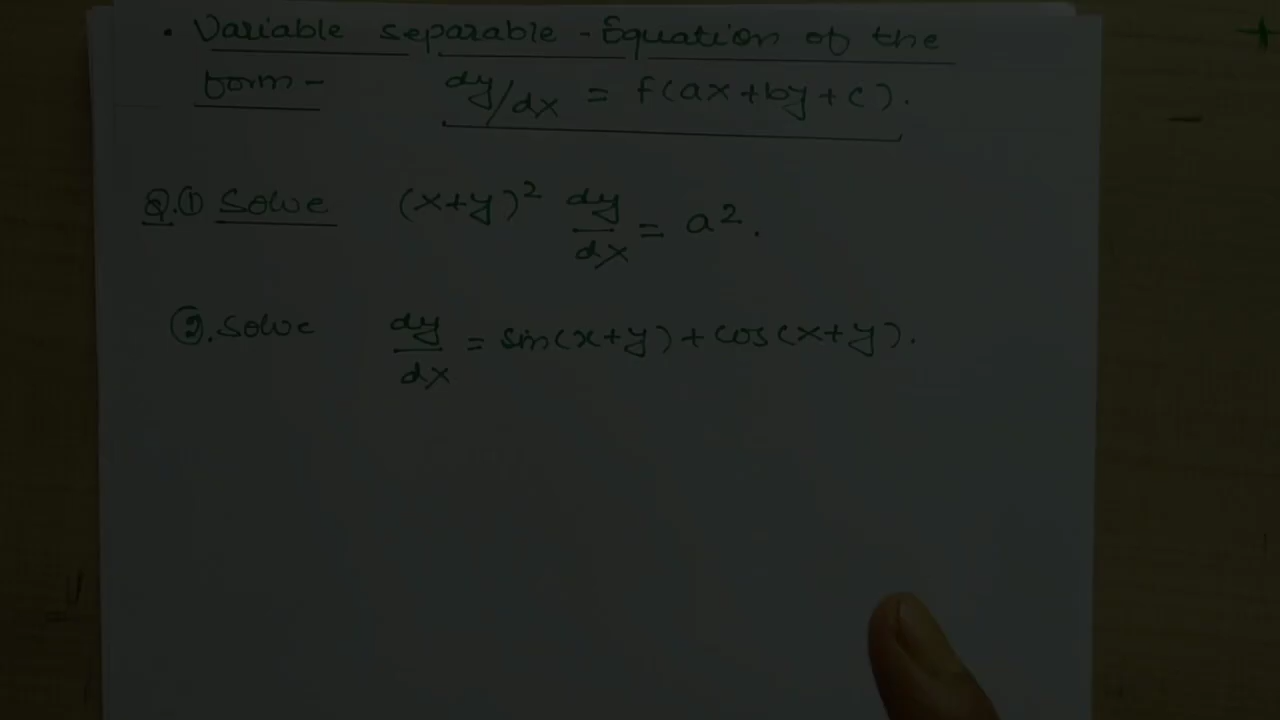 • Variable separable - Equation of the
form - dy/dx = f(ax+by+c).
Q.① Solve (x+y)² dy/dx = a².
②. Solve dy/dx = sin(x+y)+cos(x+y).